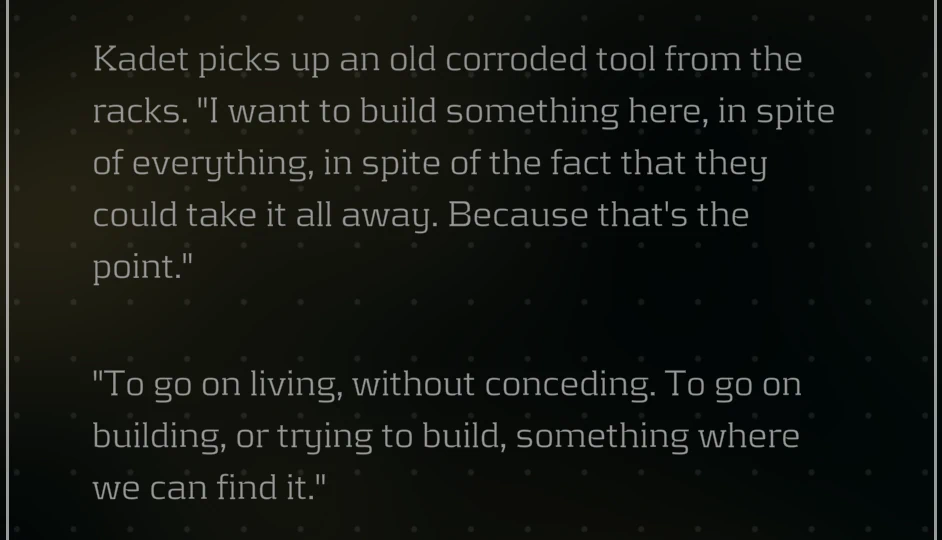 Kadet picks up an old corroded tool from the
racks. "I want to build something here, in spite
of everything, in spite of the fact that they
could take it all away. Because that's the
point."
"To go on living, without conceding. To go on
building, or trying to build, something where
we can find it."